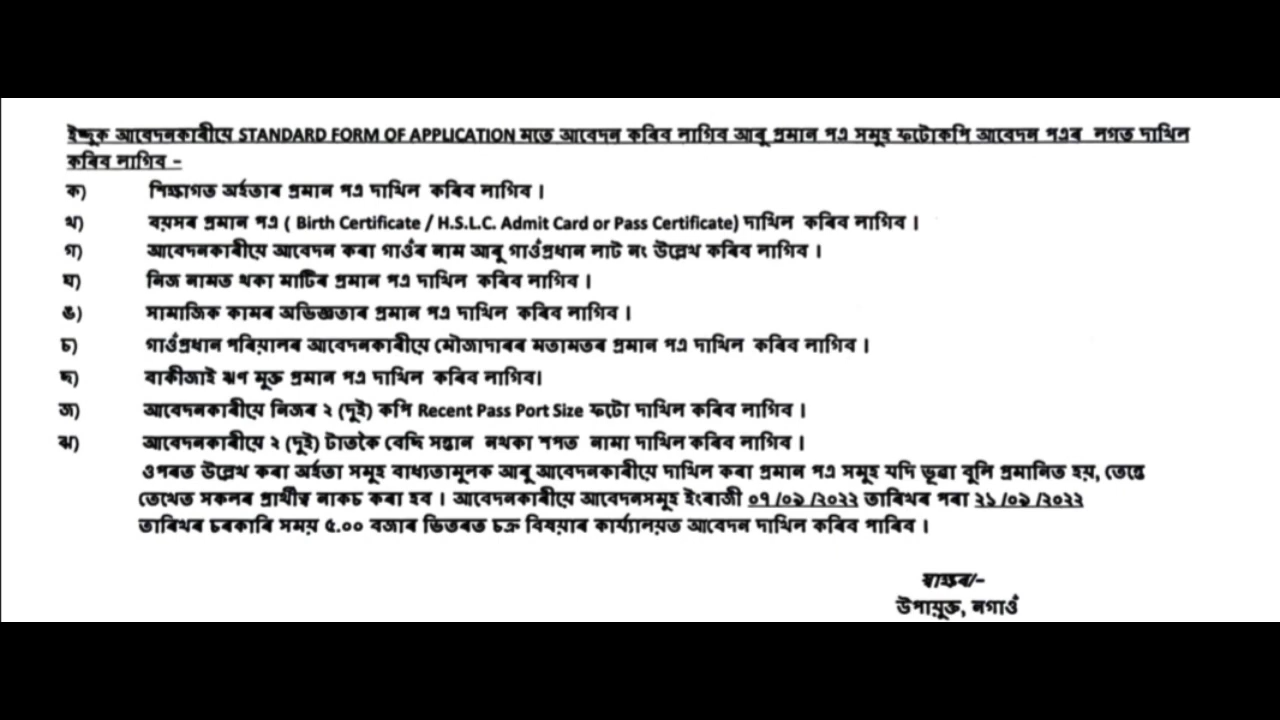 ইচ্ছুক আবেদনকাৰীয়ে STANDARD FORM OF APPLICATION মতে আবেদন কৰিব লাগিব আৰু প্ৰমান পত্ৰ সমূহ ফটোকপি আবেদন পত্ৰৰ লগত দাখিল
কৰিব লাগিব –
ক) শিক্ষাগত অৰ্হতাৰ প্ৰমান পত্ৰ দাখিল কৰিব লাগিব ।
খ) বয়সৰ প্ৰমান পত্ৰ ( Birth Certificate / H.S.L.C. Admit Card or Pass Certificate) দাখিল কৰিব লাগিব ।
গ) আবেদনকাৰীয়ে আবেদন কৰা গাওঁৰ নাম আৰু গাওঁপ্ৰধান লাট নং উল্লেখ কৰিব লাগিব ।
ঘ) নিজ নামত থকা মাটিৰ প্ৰমান পত্ৰ দাখিল কৰিব লাগিব ।
ঙ) সামাজিক কামৰ অভিজ্ঞতাৰ প্ৰমান পত্ৰ দাখিল কৰিব লাগিব ।
চ) গাওঁপ্ৰধান পৰিয়ালৰ আবেদনকাৰীয়ে মৌজাদাৰৰ মতামতৰ প্ৰমান পত্ৰ দাখিল কৰিব লাগিব ।
ছ) বাকীজাই ঋণ মুক্ত প্ৰমান পত্ৰ দাখিল কৰিব লাগিব।
জ) আবেদনকাৰীয়ে নিজৰ ২ (দুই) কপি Recent Pass Port Size ফটো দাখিল কৰিব লাগিব ।
ঝ) আবেদনকাৰীয়ে ২ (দুই) টাতকৈ বেছি সন্তান নথকা শপত নামা দাখিল কৰিব লাগিব ।
ওপৰত উল্লেখ কৰা অৰ্হতা সমূহ বাধ্যতামূলক আৰু আবেদনকাৰীয়ে দাখিল কৰা প্ৰমান পত্ৰ সমূহ যদি ভূৱা বুলি প্ৰমানিত হয়, তেন্তে
তেখেত সকলৰ প্ৰাৰ্থীত্ব নাকচ কৰা হব । আবেদনকাৰীয়ে আবেদনসমূহ ইংৰাজী ০৭ /০৯ /২০২২ তাৰিখৰ পৰা ২১ /০৯ /২০২২
তাৰিখৰ চৰকাৰি সময় ৫.০০ বজাৰ ভিতৰত চক্ৰ বিষয়াৰ কাৰ্য্যালয়ত আবেদন দাখিল কৰিব পাৰিব ।
স্বাক্ষৰ/-
উপায়ুক্ত, নগাওঁ